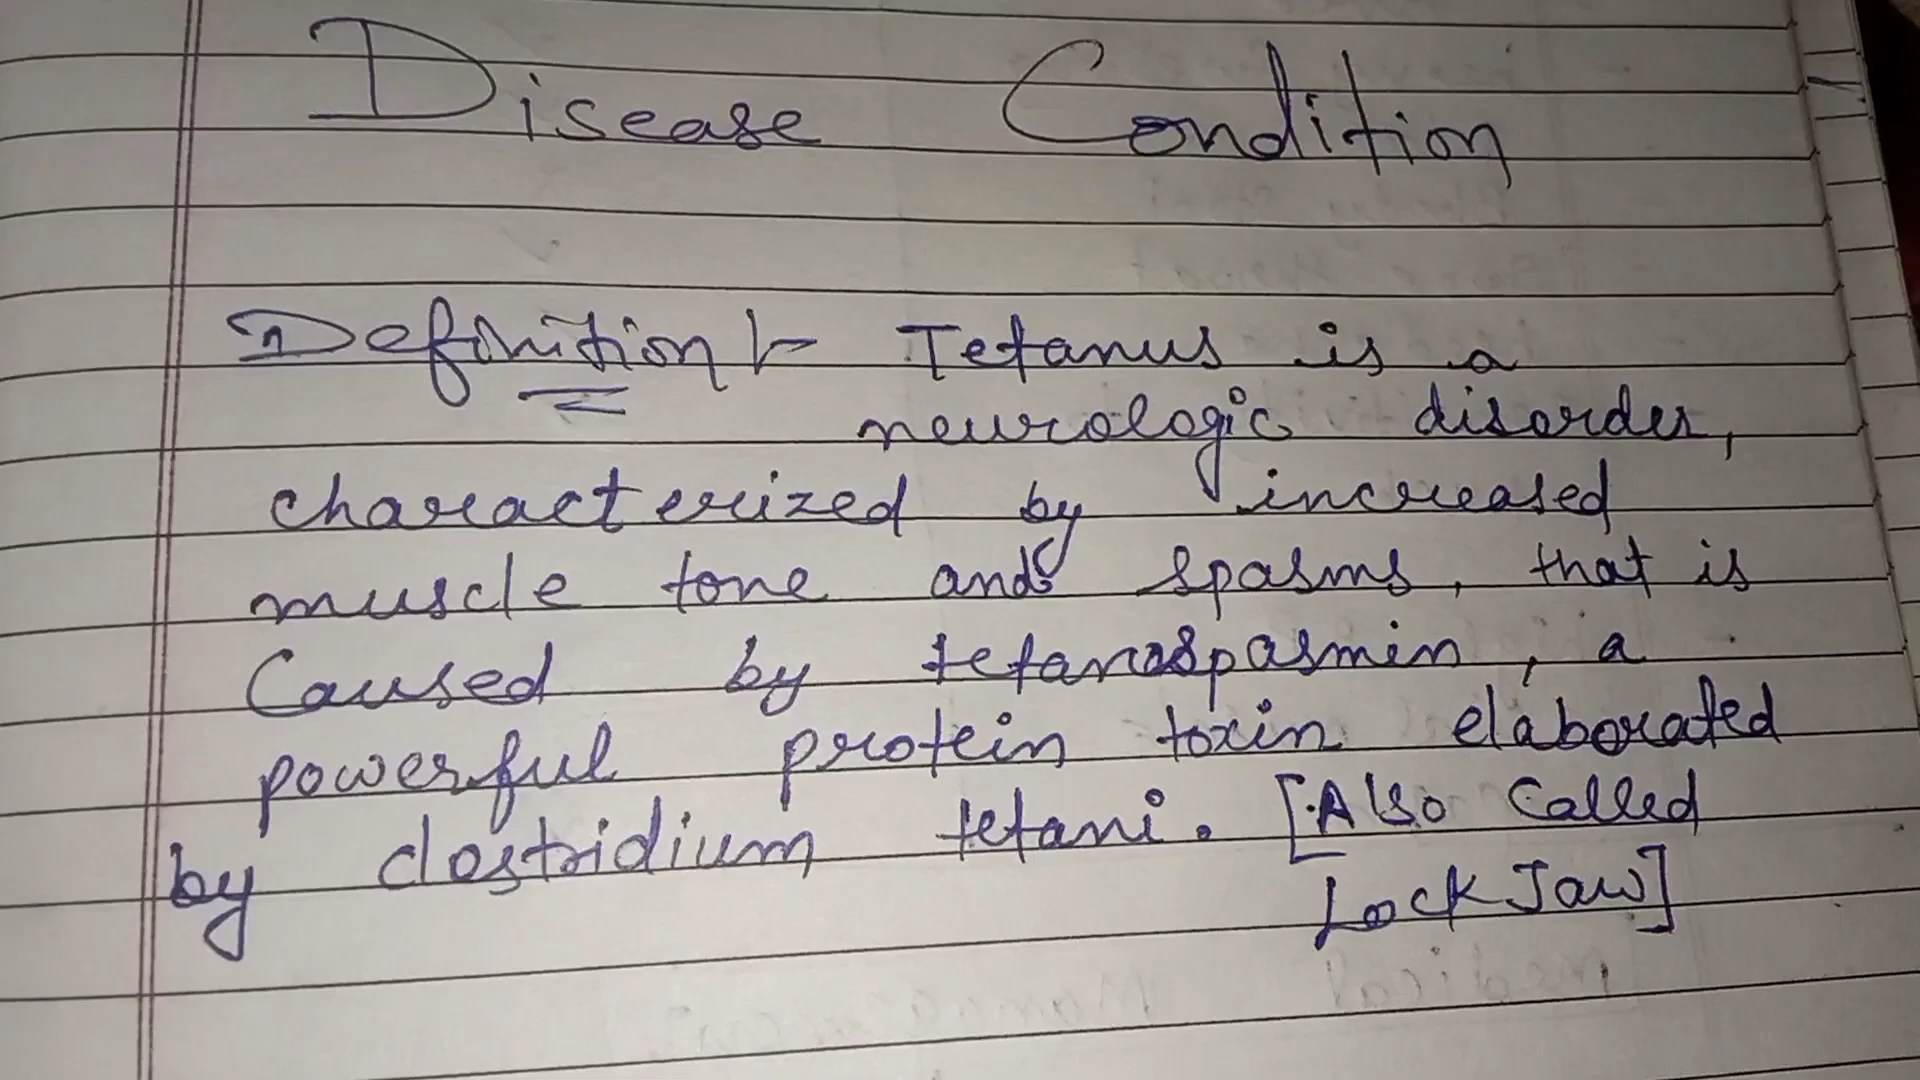 Disease Condition
Definition :- Tetanus is a
neurologic disorder,
characterized by increased
muscle tone and spasms, that is
Caused by tetanospasmin, a
powerful protein toxin elaborated
by clostridium tetani. [Also Called
Lock Jaw]